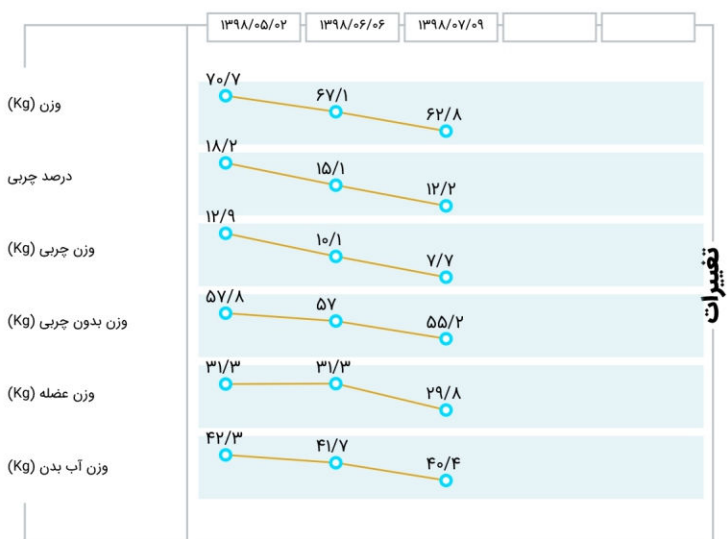 ۱۳۹۸/۰۵/۰۲ ۱۳۹۸/۰۶/۰۶ ۱۳۹۸/۰۷/۰۹
وزن (Kg)
۷۰/۷ ۶۷/۱ ۶۲/۸
درصد چربی
۱۸/۲ ۱۵/۱ ۱۲/۲
وزن چربی (Kg)
۱۲/۹ ۱۰/۱ ۷/۷
وزن بدون چربی (Kg)
۵۷/۸ ۵۷ ۵۵/۲
وزن عضله (Kg)
۳۱/۳ ۳۱/۳ ۲۹/۸
وزن آب بدن (Kg)
۴۲/۳ ۴۱/۷ ۴۰/۴
تغییرات